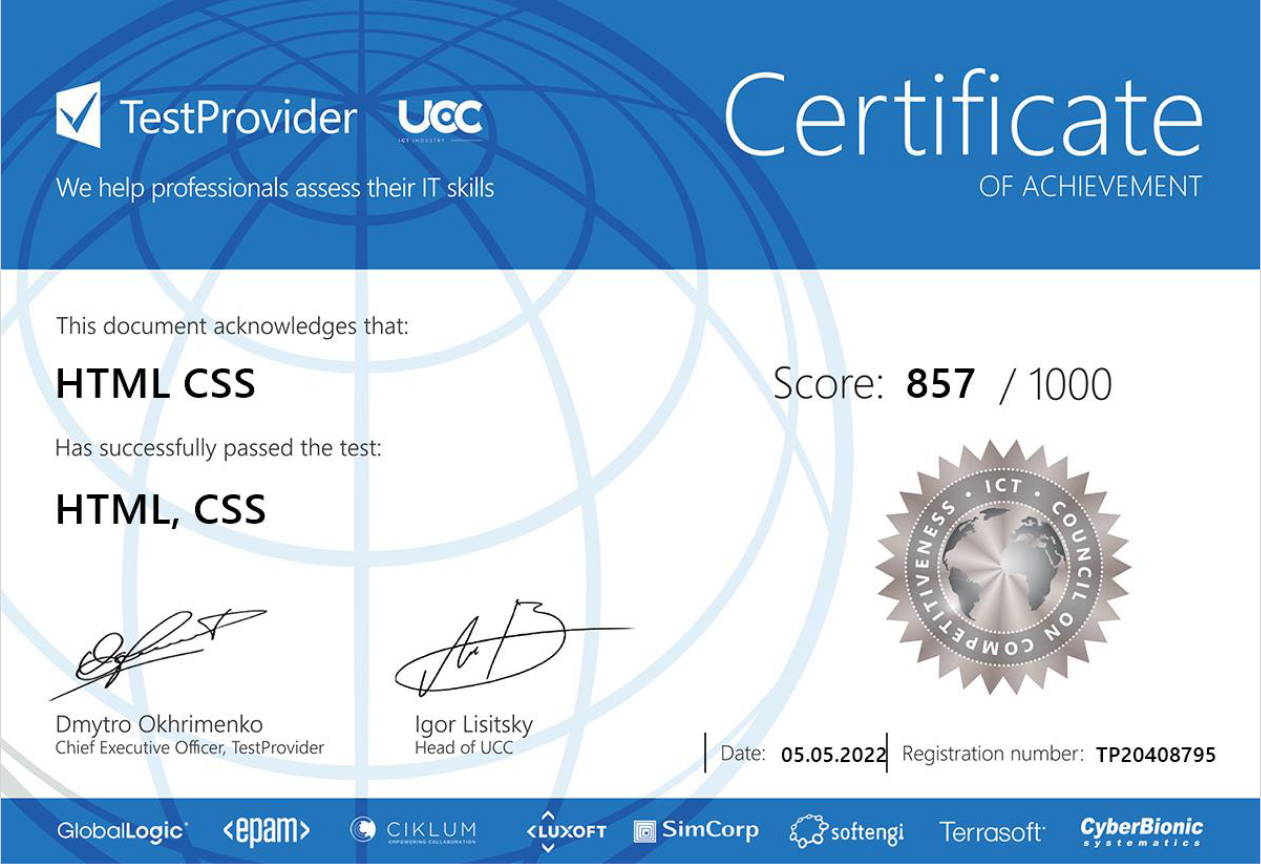 TestProvider
UCC
ICT INDUSTRY
We help professionals assess their IT skills
Certificate
OF ACHIEVEMENT
This document acknowledges that:
HTML CSS
Has successfully passed the test:
HTML, CSS
Score: 857 / 1000
ICT · COUNCIL ON COMPETITIVENESS ·
Dmytro Okhrimenko
Chief Executive Officer, TestProvider
Igor Lisitsky
Head of UCC
Date: 05.05.2022
Registration number: TP20408795
GlobalLogic
<epam>
CIKLUM
EMPOWERING COLLABORATION
<LUXOFT
SimCorp
softengi
Terrasoft
CyberBionic
systematics